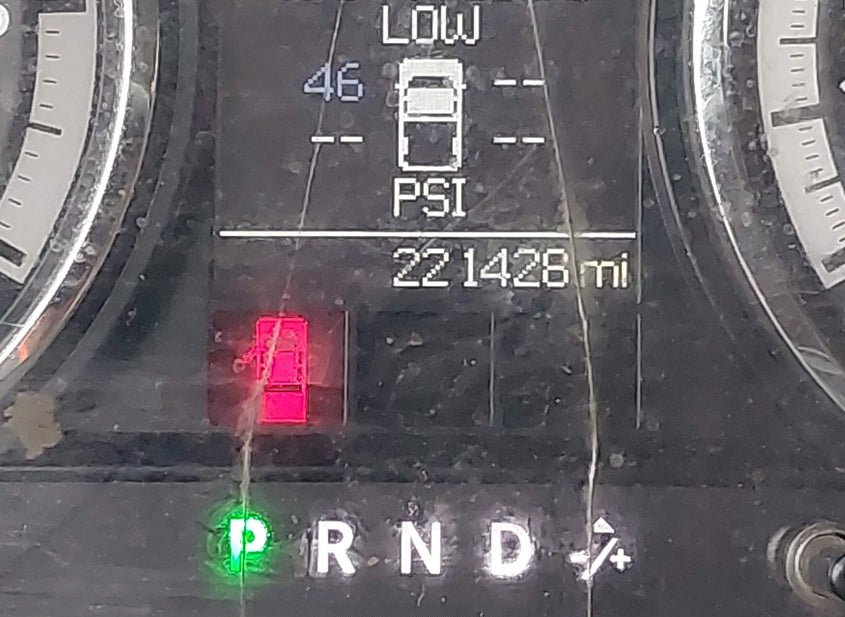 LOW
46 --
-- --
PSI
221428 mi
P R N D -/+